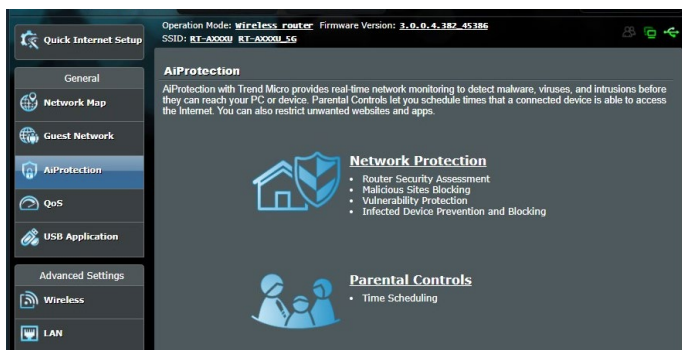 Operation Mode: Wireless router Firmware Version: 3.0.0.4.382_45386
SSID: RT-AXXXU RT-AXXXU_5G
Quick Internet Setup
General
Network Map
Guest Network
AiProtection
QoS
USB Application
Advanced Settings
Wireless
LAN
AiProtection
AiProtection with Trend Micro provides real-time network monitoring to detect malware, viruses, and intrusions before
they can reach your PC or device. Parental Controls let you schedule times that a connected device is able to access
the Internet. You can also restrict unwanted websites and apps.
Network Protection
• Router Security Assessment
• Malicious Sites Blocking
• Vulnerability Protection
• Infected Device Prevention and Blocking
Parental Controls
• Time Scheduling